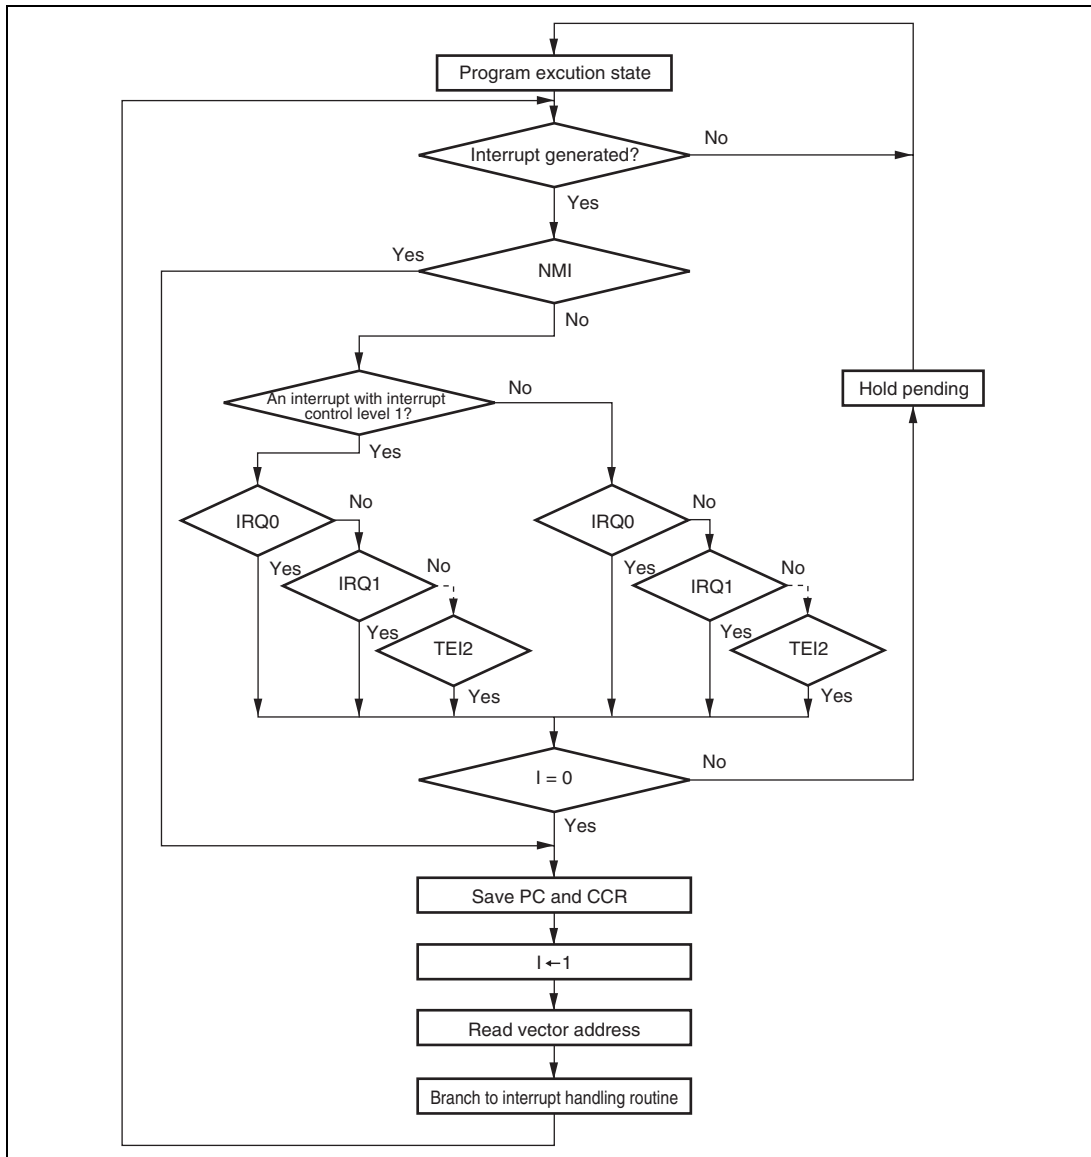 Program excution state
No
Interrupt generated?
Yes
Yes
NMI
No
An interrupt with interrupt
control level 1?
No
Hold pending
Yes
IRQ0
No
IRQ0
No
Yes
IRQ1
No
Yes
IRQ1
No
Yes
TEI2
Yes
TEI2
Yes
Yes
I = 0
No
Yes
Save PC and CCR
I ←1
Read vector address
Branch to interrupt handling routine